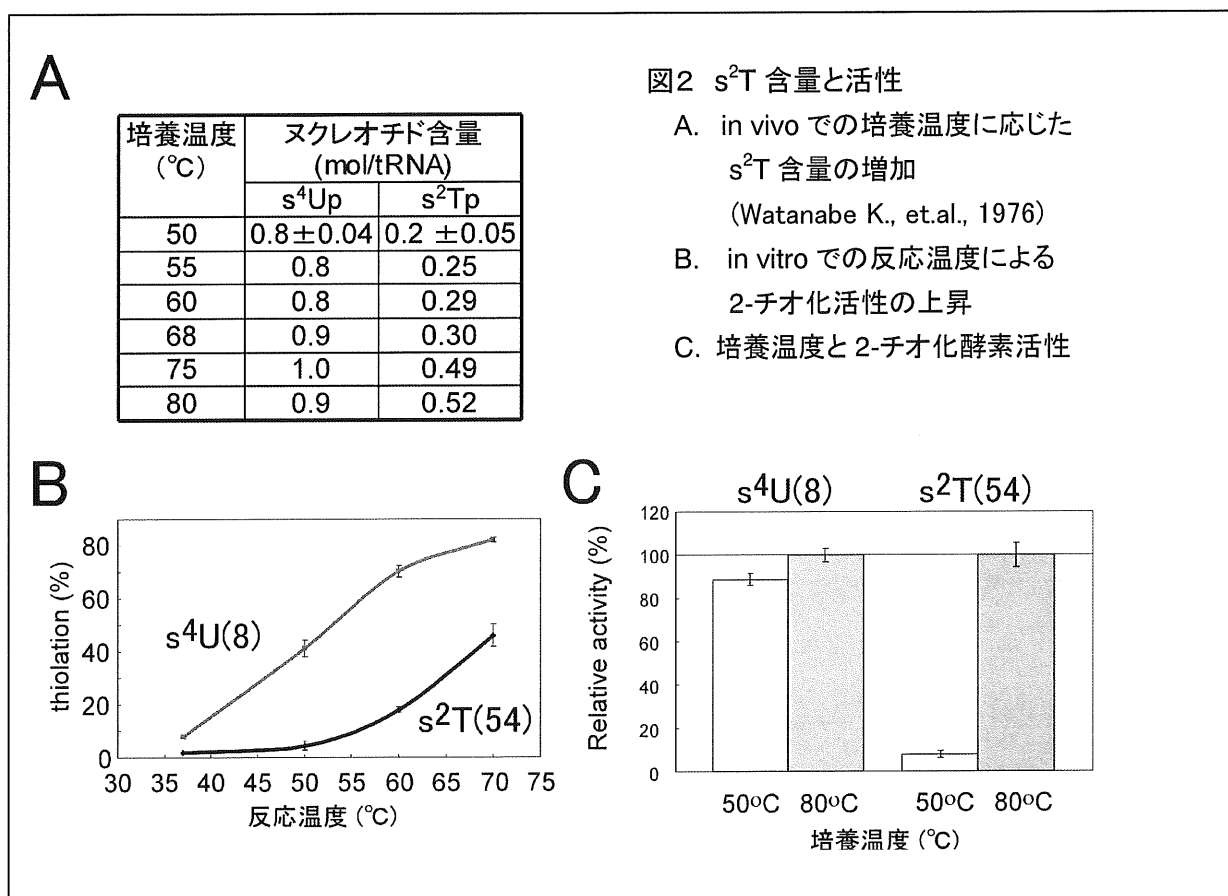 A
培養温度 ヌクレオチド含量
(℃) (mol/tRNA)
s⁴Up s²Tp
50 0.8±0.04 0.2 ±0.05
55 0.8 0.25
60 0.8 0.29
68 0.9 0.30
75 1.0 0.49
80 0.9 0.52
図2 s²T 含量と活性
A. in vivo での培養温度に応じた
s²T 含量の増加
(Watanabe K., et.al., 1976)
B. in vitro での反応温度による
2-チオ化活性の上昇
C. 培養温度と 2-チオ化酵素活性
B
thiolation (%)
80
60
40
20
0
s⁴U(8)
s²T(54)
30 35 40 45 50 55 60 65 70 75
反応温度 (℃)
C
s⁴U(8) s²T(54)
Relative activity (%)
120
100
80
60
40
20
0
50ºC 80ºC 50ºC 80ºC
培養温度 (℃)